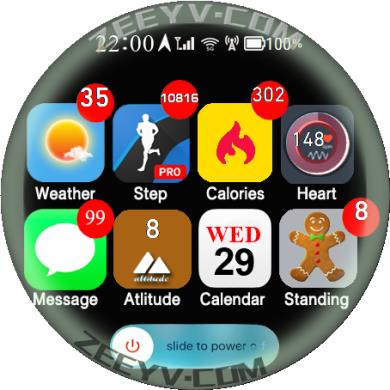 ZEEYV-COM
22:00 5G 100%
35 10816 302 148
PRO
Weather Step Calories Heart
99 8 WED 8
29
altitude
Message Atlitude Calendar Standing
slide to power o f
ZEEYV-COM